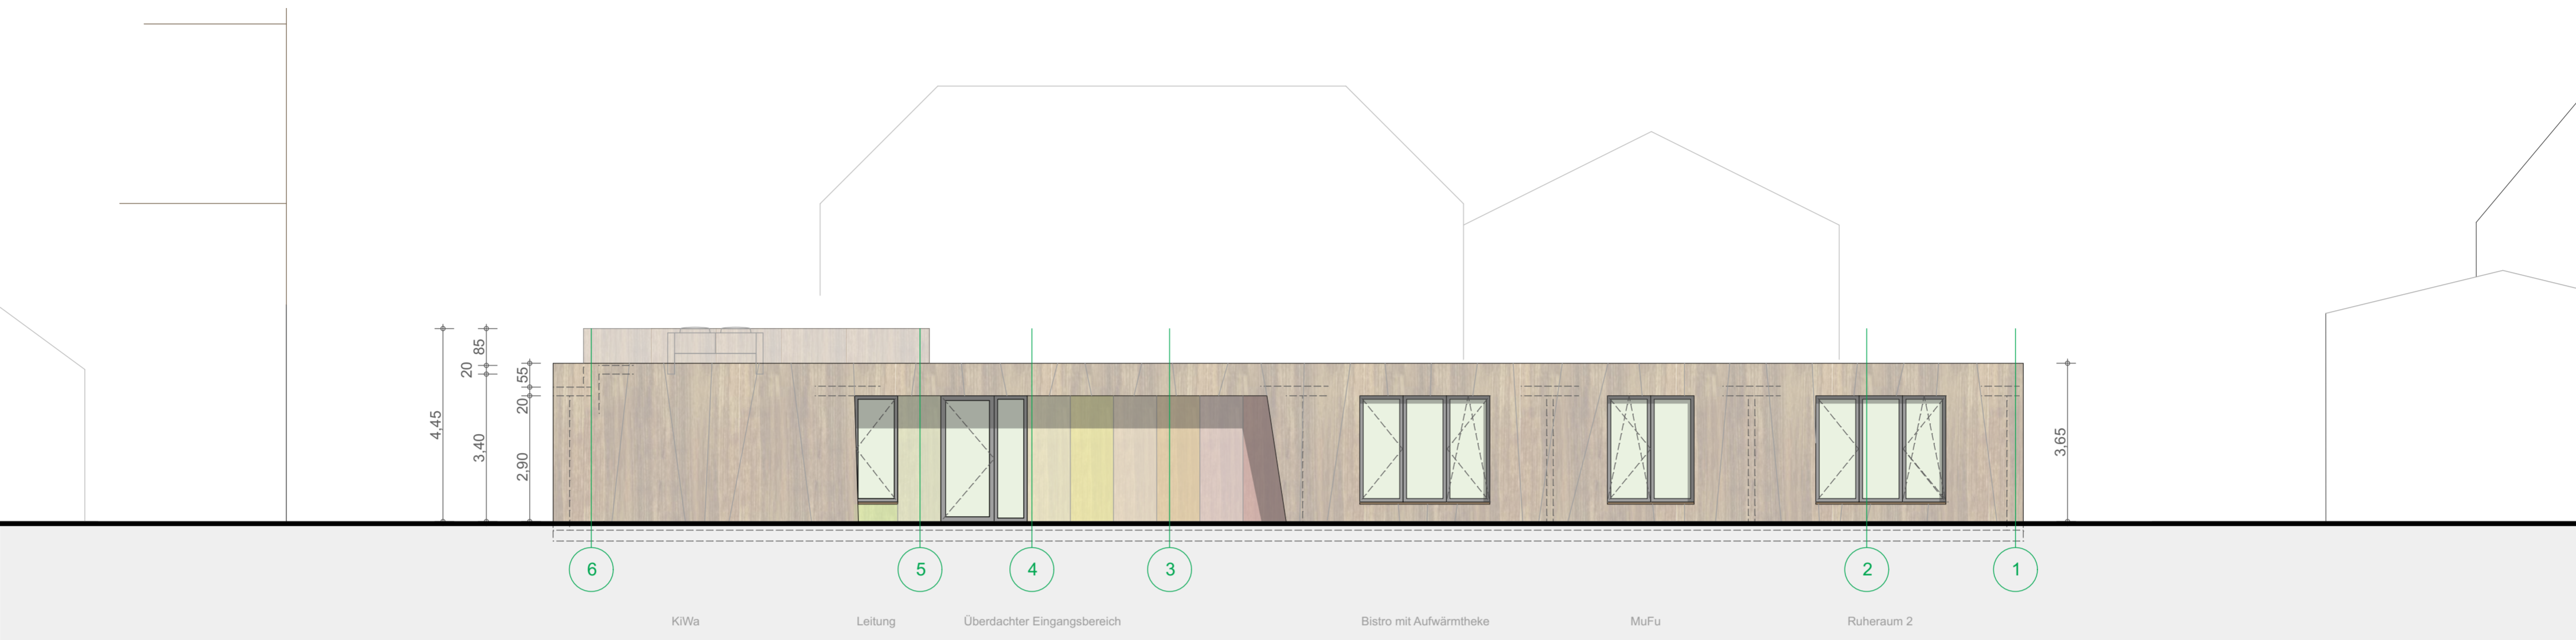 4,45
85
20
3,40
55
20
2,90
3,65
6
5
4
3
2
1
KiWa
Leitung
Überdachter Eingangsbereich
Bistro mit Aufwärmtheke
MuFu
Ruheraum 2